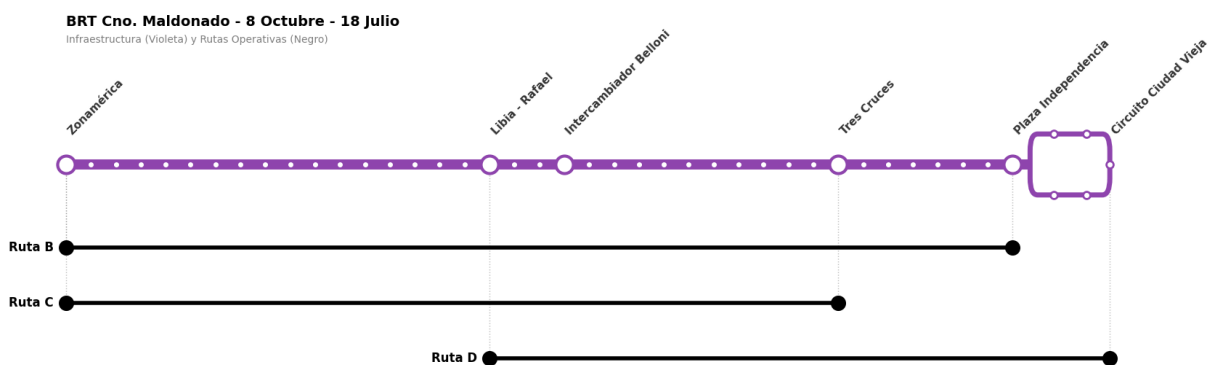 BRT Cno. Maldonado - 8 Octubre - 18 Julio
Infraestructura (Violeta) y Rutas Operativas (Negro)
Zonamérica
Libia - Rafael
Intercambiador Belloni
Tres Cruces
Plaza Independencia
Circuito Ciudad Vieja
Ruta B
Ruta C
Ruta D